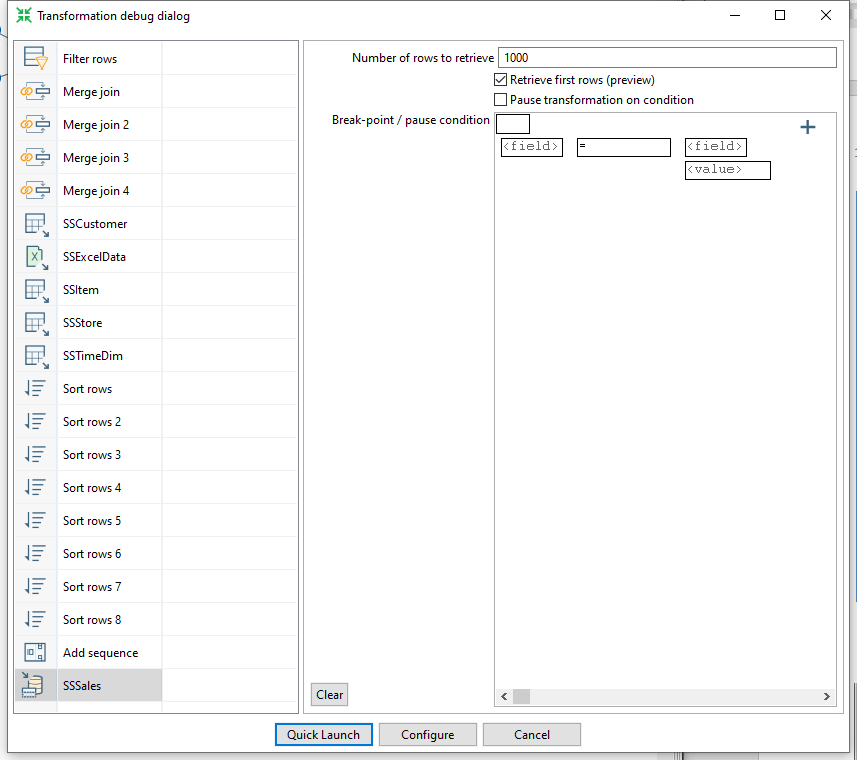 Transformation debug dialog
Filter rows
Merge join
Merge join 2
Merge join 3
Merge join 4
SSCustomer
SSExcelData
SSItem
SSStore
SSTimeDim
Sort rows
Sort rows 2
Sort rows 3
Sort rows 4
Sort rows 5
Sort rows 6
Sort rows 7
Sort rows 8
Add sequence
SSSales
Number of rows to retrieve 1000
Retrieve first rows (preview)
Pause transformation on condition
Break-point / pause condition
<field> = <field>
<value>
Clear
Quick Launch Configure Cancel